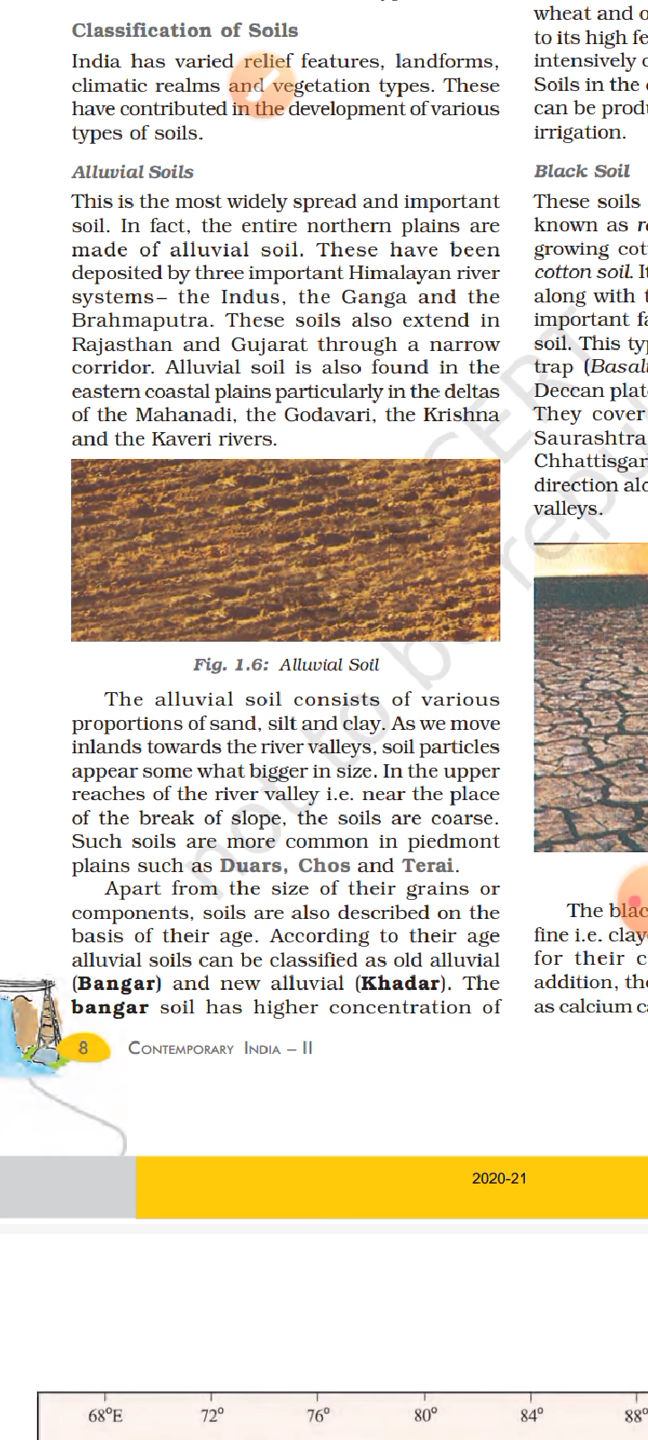 Classification of Soils
India has varied relief features, landforms,
climatic realms and vegetation types. These
have contributed in the development of various
types of soils.
Alluvial Soils
This is the most widely spread and important
soil. In fact, the entire northern plains are
made of alluvial soil. These have been
deposited by three important Himalayan river
systems– the Indus, the Ganga and the
Brahmaputra. These soils also extend in
Rajasthan and Gujarat through a narrow
corridor. Alluvial soil is also found in the
eastern coastal plains particularly in the deltas
of the Mahanadi, the Godavari, the Krishna
and the Kaveri rivers.
Fig. 1.6: Alluvial Soil
The alluvial soil consists of various
proportions of sand, silt and clay. As we move
inlands towards the river valleys, soil particles
appear some what bigger in size. In the upper
reaches of the river valley i.e. near the place
of the break of slope, the soils are coarse.
Such soils are more common in piedmont
plains such as Duars, Chos and Terai.
Apart from the size of their grains or
components, soils are also described on the
basis of their age. According to their age
alluvial soils can be classified as old alluvial
(Bangar) and new alluvial (Khadar). The
bangar soil has higher concentration of
wheat and
to its high
intensively
Soils in the
can be
irrigation.
Black Soil
These soils
known as
growing
cotton soil.
along with
important
soil. This
trap
Deccan
They cover
Saurashtra
valleys.
The
fine i.e.
for their
addition,
as calcium
not to be
8 CONTEMPORARY INDIA – II
2020-21
68°E 72° 76° 80° 84° 88°